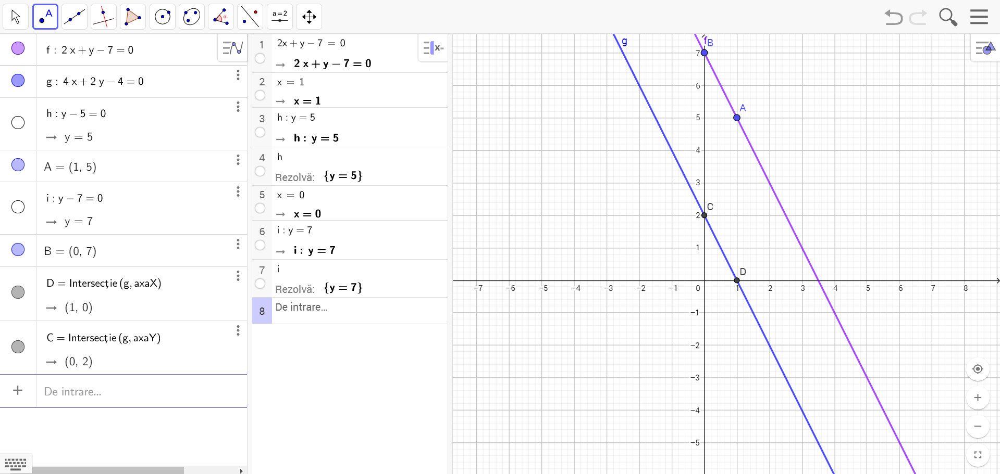 A
α
a=2
f : 2 x + y − 7 = 0
g : 4 x + 2 y − 4 = 0
h : y − 5 = 0
→ y = 5
A = (1, 5)
i : y − 7 = 0
→ y = 7
B = (0, 7)
D = Intersecție (g, axaX)
→ (1, 0)
C = Intersecție (g, axaY)
→ (0, 2)
+ De intrare...
x=
1 2x + y − 7 = 0
→ 2 x + y − 7 = 0
2 x = 1
→ x = 1
3 h : y = 5
→ h : y = 5
4 h
Rezolvă: {y = 5}
5 x = 0
→ x = 0
6 i : y = 7
→ i : y = 7
7 i
Rezolvă: {y = 7}
8 De intrare...
g
f
B
7
6
A
5
4
3
C
2
1
D
−7 −6 −5 −4 −3 −2 −1 0 1 2 3 4 5 6 7 8
−1
−2
−3
−4
−5